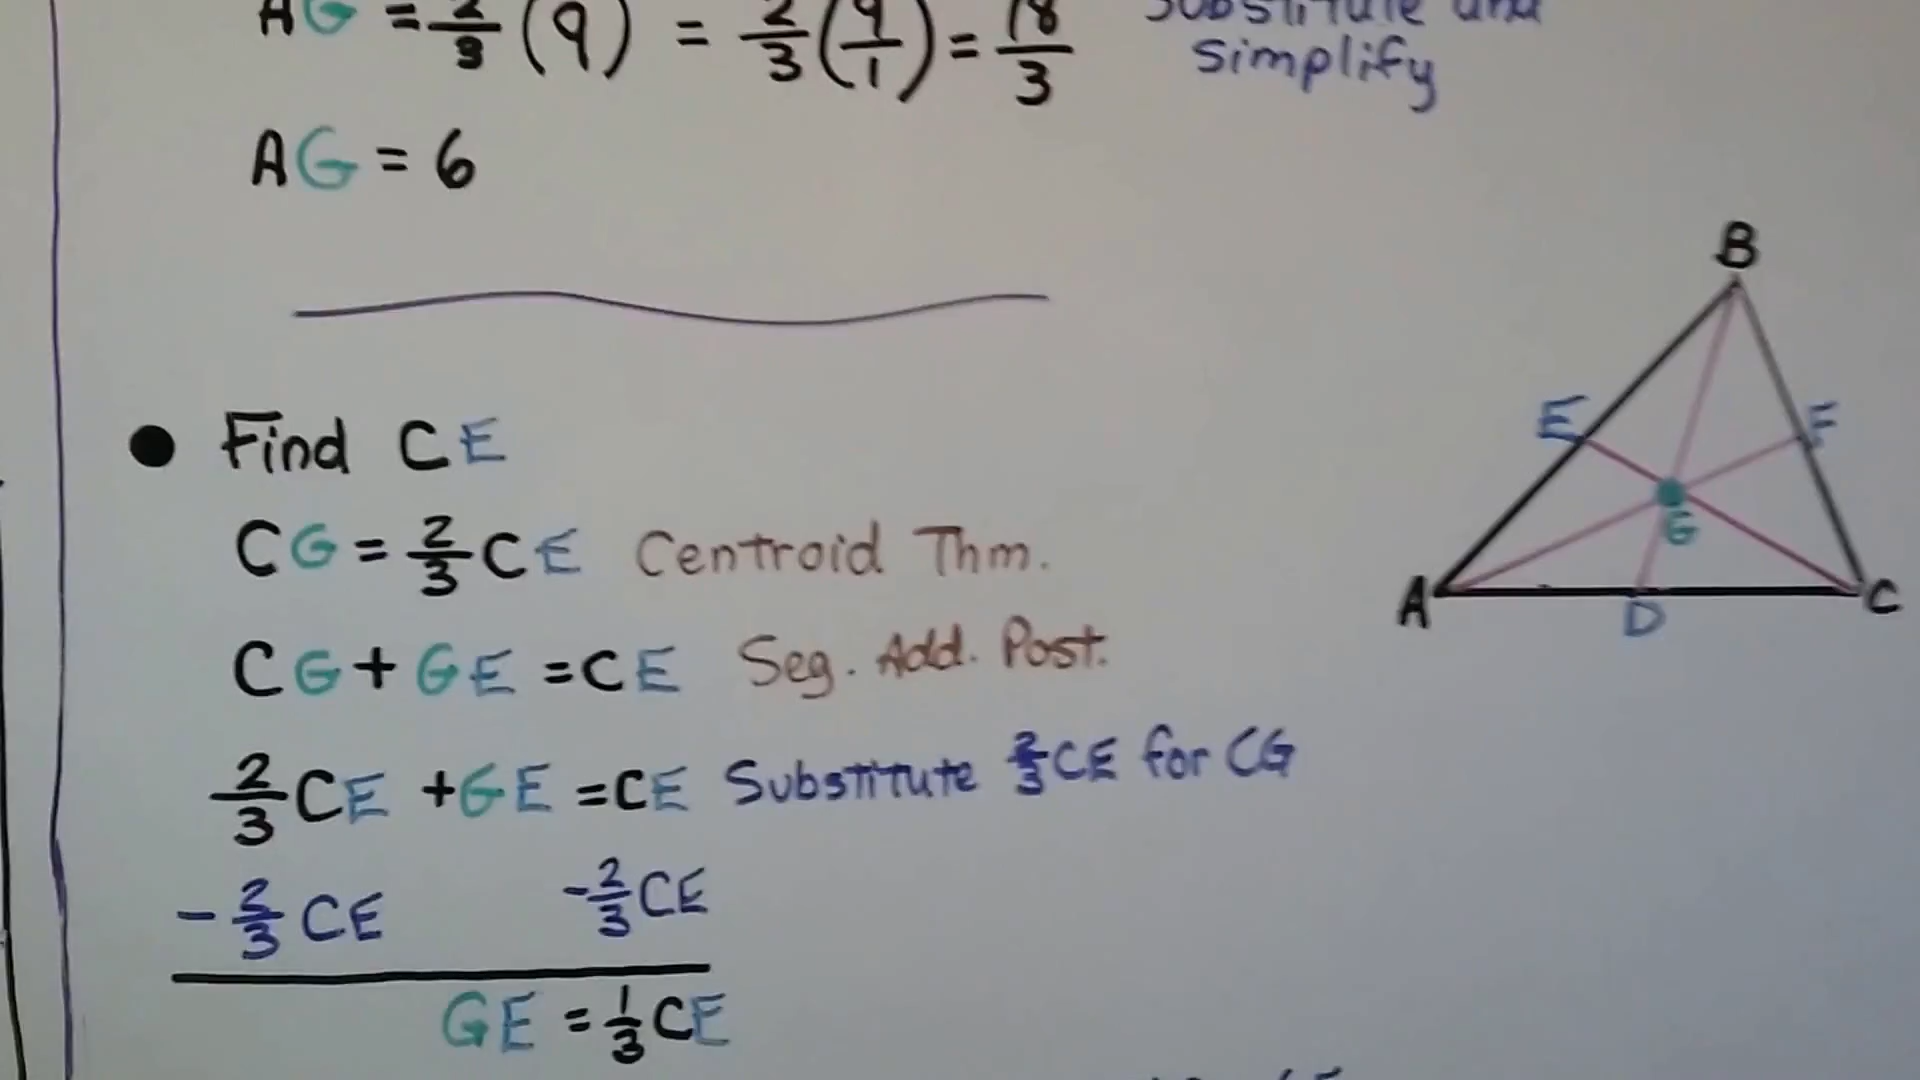 AG = 2/3 (9) = 2/3 (9/1) = 18/3 Substitute and
simplify
AG = 6
● Find CE
CG = 2/3 CE Centroid Thm.
CG + GE = CE Seg. Add. Post.
2/3 CE + GE = CE Substitute 2/3 CE for CG
- 2/3 CE - 2/3 CE
GE = 1/3 CE
B
E F
G
A D C